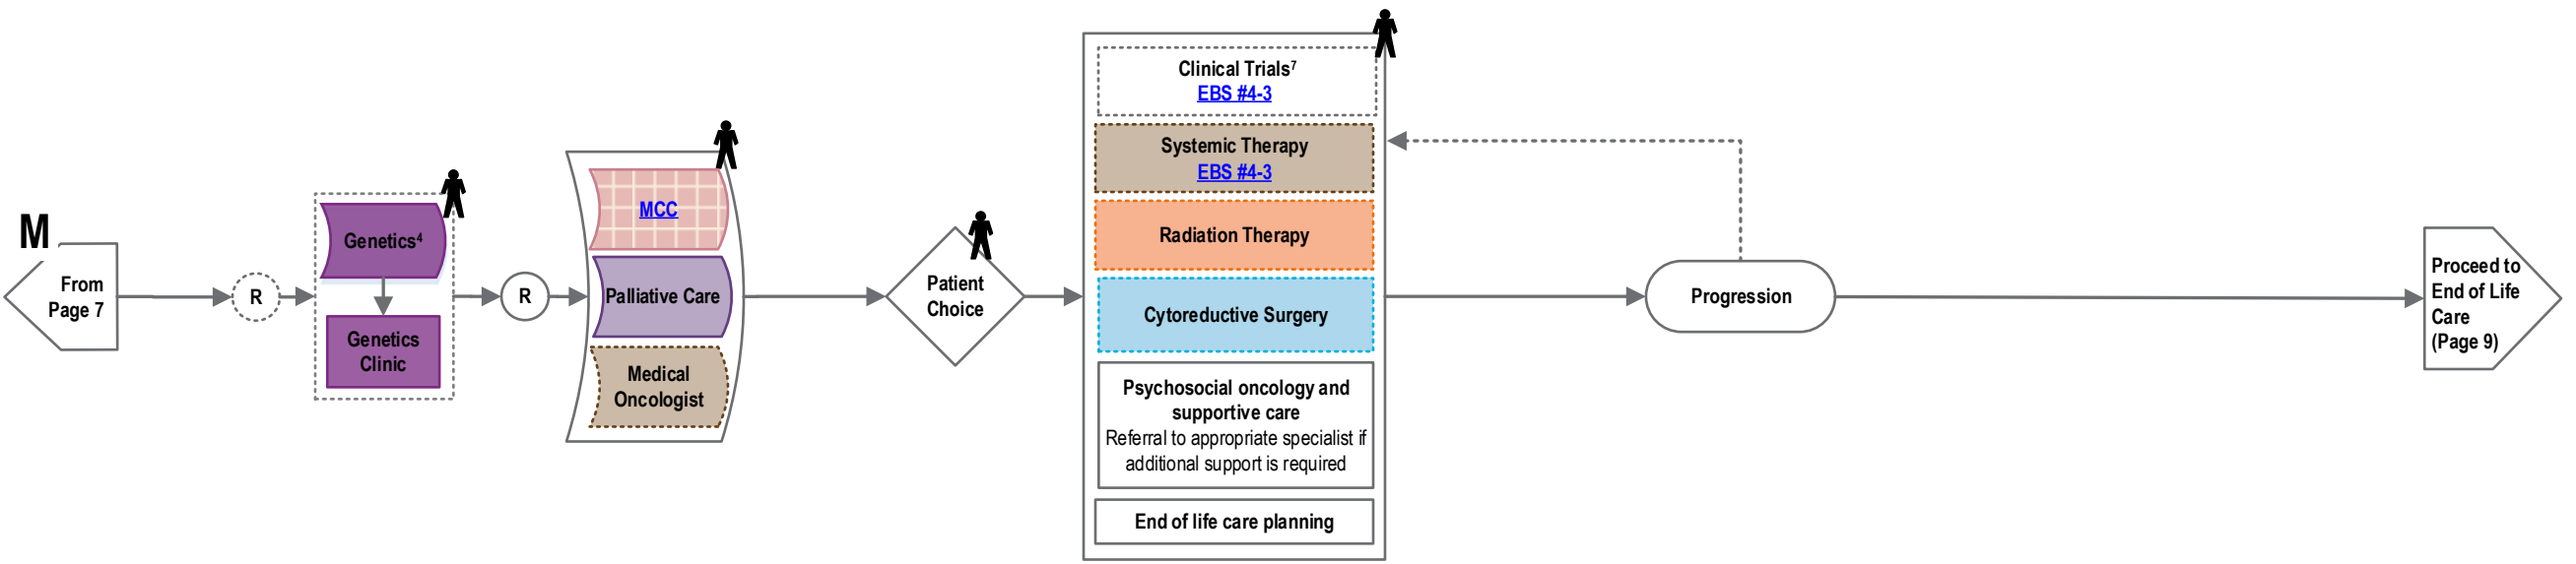 M
From
Page 7
R
Genetics4
Genetics
Clinic
R
MCC
Palliative Care
Medical
Oncologist
Patient
Choice
Clinical Trials7
EBS #4-3
Systemic Therapy
EBS #4-3
Radiation Therapy
Cytoreductive Surgery
Psychosocial oncology and
supportive care
Referral to appropriate specialist if
additional support is required
End of life care planning
Progression
Proceed to
End of Life
Care
(Page 9)